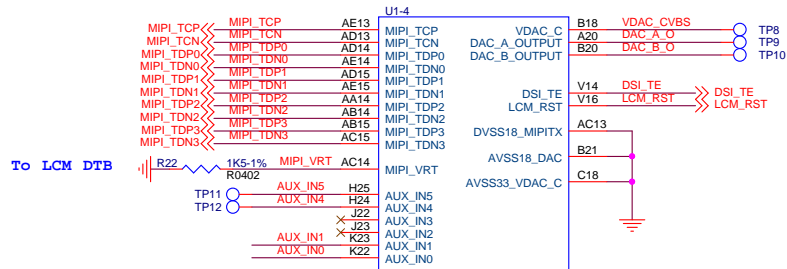 U1-4
MIPI_TCP MIPI_TCP AE13 MIPI_TCP VDAC_C B18 VDAC_CVBS TP8
MIPI_TCN MIPI_TCN AD13 MIPI_TCN DAC_A_OUTPUT A20 DAC_A_O TP9
MIPI_TDP0 MIPI_TDP0 AD14 MIPI_TDP0 DAC_B_OUTPUT B20 DAC_B_O TP10
MIPI_TDN0 MIPI_TDN0 AE14 MIPI_TDN0
MIPI_TDP1 MIPI_TDP1 AD15 MIPI_TDP1
MIPI_TDN1 MIPI_TDN1 AE15 MIPI_TDN1 DSI_TE V14 DSI_TE DSI_TE
MIPI_TDP2 MIPI_TDP2 AA14 MIPI_TDP2 LCM_RST V16 LCM_RST LCM_RST
MIPI_TDN2 MIPI_TDN2 AB14 MIPI_TDN2
MIPI_TDP3 MIPI_TDP3 AB15 MIPI_TDP3 DVSS18_MIPITX AC13
MIPI_TDN3 MIPI_TDN3 AC15 MIPI_TDN3
AVSS18_DAC B21
To LCM DTB R22 1K5-1% MIPI_VRT AC14 MIPI_VRT
R0402
AVSS33_VDAC_C C18
TP11 AUX_IN5 H25 AUX_IN5
TP12 AUX_IN4 H24 AUX_IN4
J22 AUX_IN3
J23 AUX_IN2
AUX_IN1 K23 AUX_IN1
AUX_IN0 K22 AUX_IN0